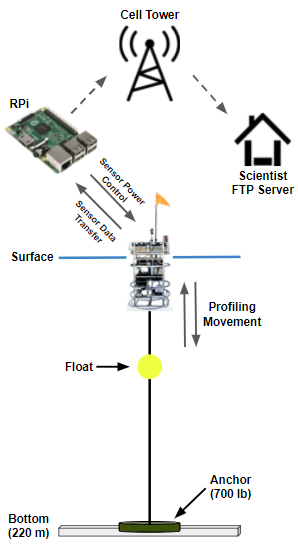 Cell Tower
RPi
Scientist
FTP Server
Sensor Power
Control
Sensor Data
Transfer
Surface
Profiling
Movement
Float
Anchor
(700 lb)
Bottom
(220 m)